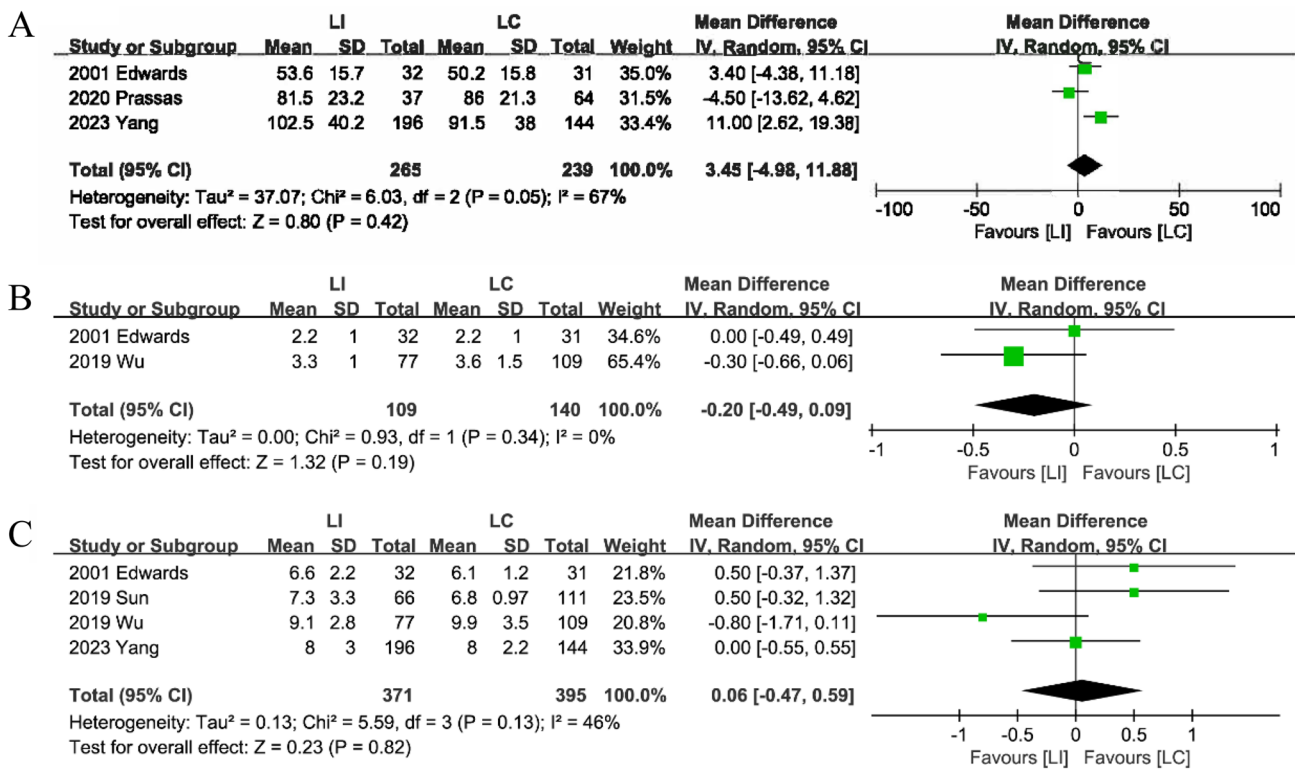 A
LI LC Mean Difference Mean Difference
Study or Subgroup Mean SD Total Mean SD Total Weight IV, Random, 95% CI IV, Random, 95% CI
2001 Edwards 53.6 15.7 32 50.2 15.8 31 35.0% 3.40 [-4.38, 11.18]
2020 Prassas 81.5 23.2 37 86 21.3 64 31.5% -4.50 [-13.62, 4.62]
2023 Yang 102.5 40.2 196 91.5 38 144 33.4% 11.00 [2.62, 19.38]
Total (95% CI) 265 239 100.0% 3.45 [-4.98, 11.88]
Heterogeneity: Tau² = 37.07; Chi² = 6.03, df = 2 (P = 0.05); I² = 67%
Test for overall effect: Z = 0.80 (P = 0.42)
-100 -50 0 50 100
Favours [LI] Favours [LC]
B
LI LC Mean Difference Mean Difference
Study or Subgroup Mean SD Total Mean SD Total Weight IV, Random, 95% CI IV, Random, 95% CI
2001 Edwards 2.2 1 32 2.2 1 31 34.6% 0.00 [-0.49, 0.49]
2019 Wu 3.3 1 77 3.6 1.5 109 65.4% -0.30 [-0.66, 0.06]
Total (95% CI) 109 140 100.0% -0.20 [-0.49, 0.09]
Heterogeneity: Tau² = 0.00; Chi² = 0.93, df = 1 (P = 0.34); I² = 0%
Test for overall effect: Z = 1.32 (P = 0.19)
-1 -0.5 0 0.5 1
Favours [LI] Favours [LC]
C
LI LC Mean Difference Mean Difference
Study or Subgroup Mean SD Total Mean SD Total Weight IV, Random, 95% CI IV, Random, 95% CI
2001 Edwards 6.6 2.2 32 6.1 1.2 31 21.8% 0.50 [-0.37, 1.37]
2019 Sun 7.3 3.3 66 6.8 0.97 111 23.5% 0.50 [-0.32, 1.32]
2019 Wu 9.1 2.8 77 9.9 3.5 109 20.8% -0.80 [-1.71, 0.11]
2023 Yang 8 3 196 8 2.2 144 33.9% 0.00 [-0.55, 0.55]
Total (95% CI) 371 395 100.0% 0.06 [-0.47, 0.59]
Heterogeneity: Tau² = 0.13; Chi² = 5.59, df = 3 (P = 0.13); I² = 46%
Test for overall effect: Z = 0.23 (P = 0.82)
-1 -0.5 0 0.5 1
Favours [LI] Favours [LC]